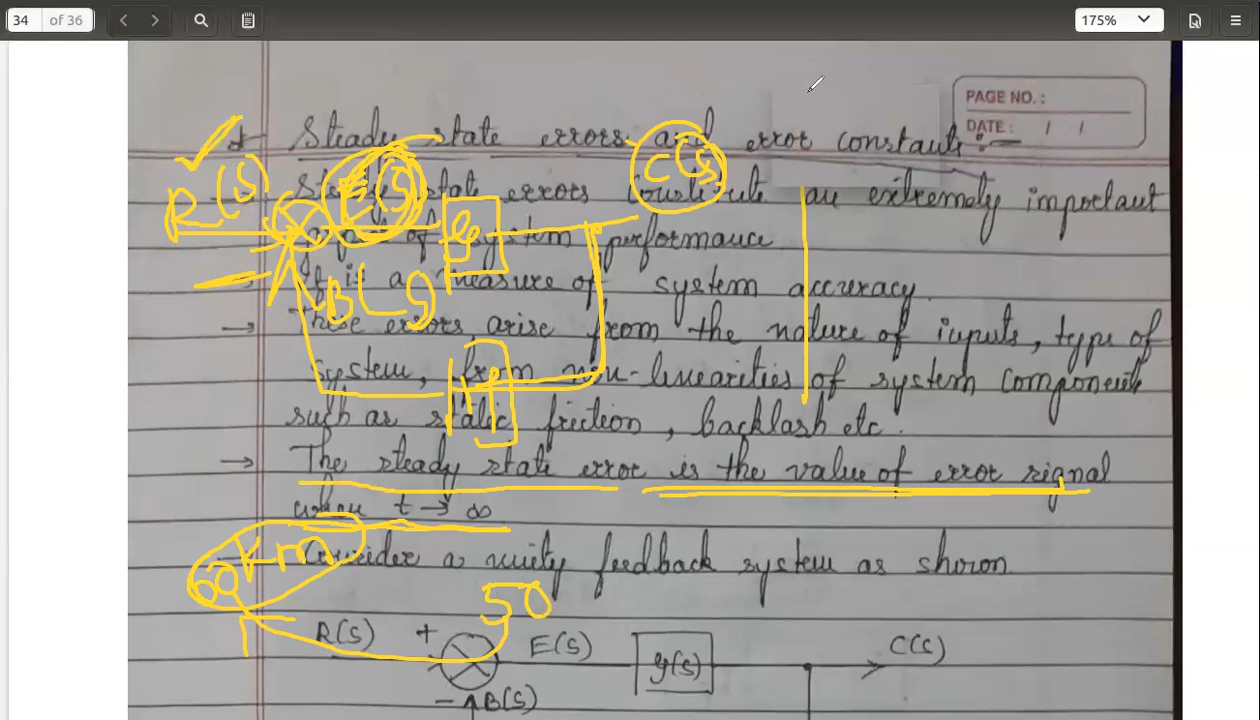 34 of 36
175%
PAGE NO. :
DATE : / /
Steady state errors and error constants :-
R(s)
E(S)
C(S)
→ Steady state errors constitute an extremely important
aspect of system performance
G
→ It is a measure of system accuracy.
B(S)
→ These errors arise from the nature of inputs, type of
system, from non-linearities of system components
H
such as static friction, backlash etc.
→ The steady state error is the value of error signal
when t → ∞
→ Consider a unity feedback system as shown
60 Km
50
R(S) + E(S) G(S) C(S)
- B(S)